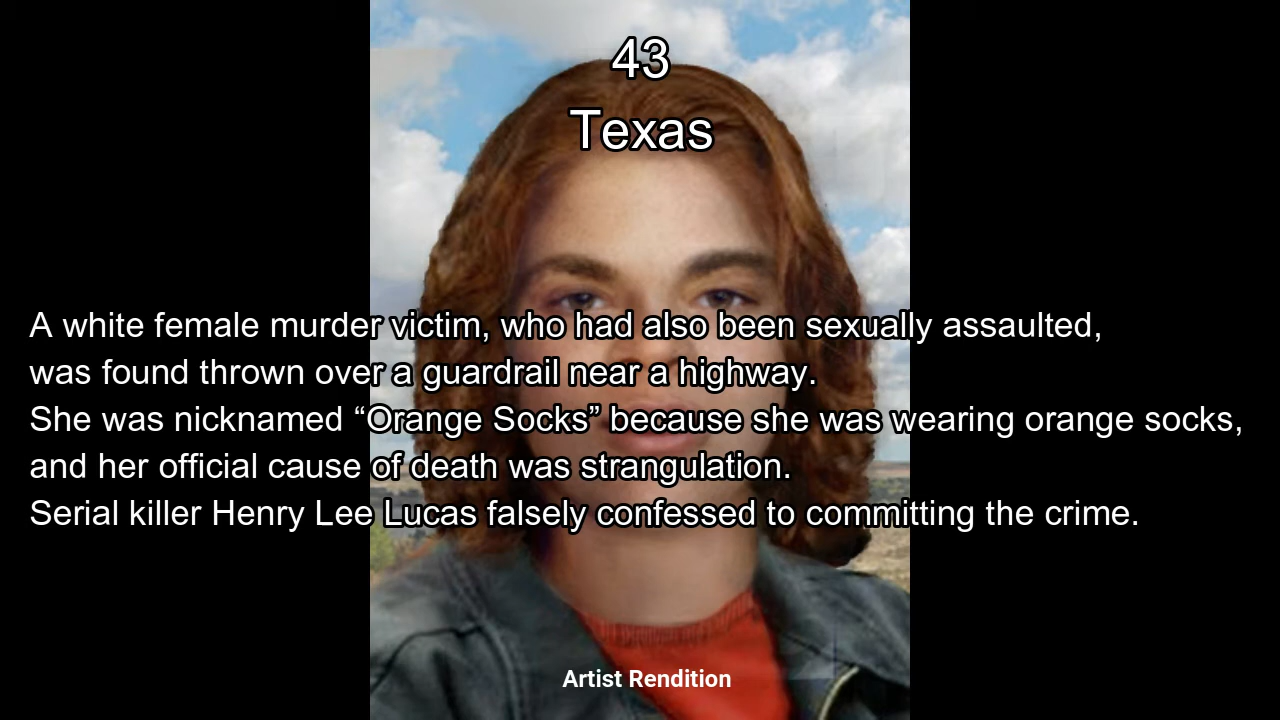 43
Texas
A white female murder victim, who had also been sexually assaulted,
was found thrown over a guardrail near a highway.
She was nicknamed “Orange Socks” because she was wearing orange socks,
and her official cause of death was strangulation.
Serial killer Henry Lee Lucas falsely confessed to committing the crime.
Artist Rendition